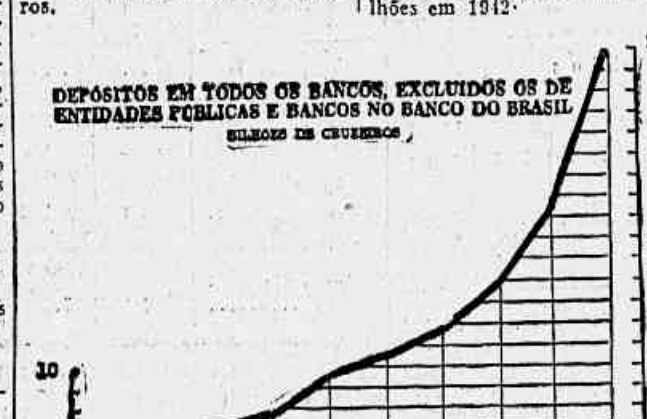 ros.
lhões em 1942.
DEPÓSITOS EM TODOS OS BANCOS, EXCLUIDOS OS DE
ENTIDADES PÚBLICAS E BANCOS NO BANCO DO BRASIL
BILHÕES DE CRUZEIROS
10